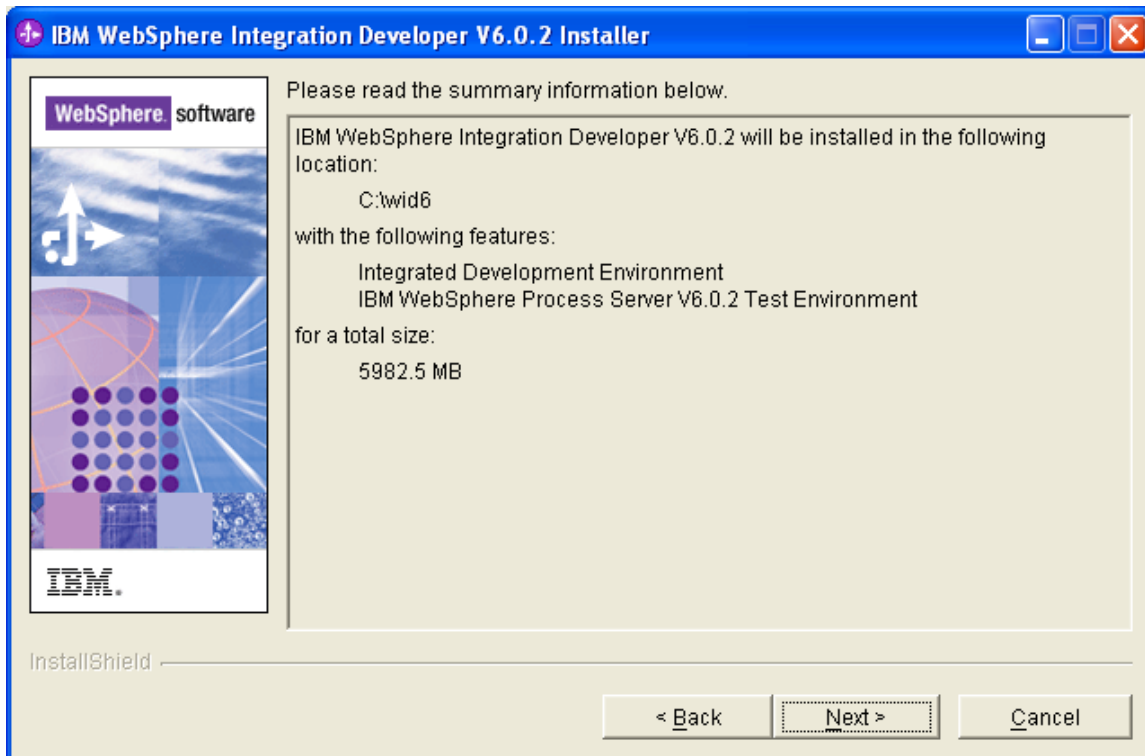 IBM WebSphere Integration Developer V6.0.2 Installer
WebSphere. software
Please read the summary information below.
IBM WebSphere Integration Developer V6.0.2 will be installed in the following
location:
C:\wid6
with the following features:
Integrated Development Environment
IBM WebSphere Process Server V6.0.2 Test Environment
for a total size:
5982.5 MB
IBM.
InstallShield
< Back
Next >
Cancel